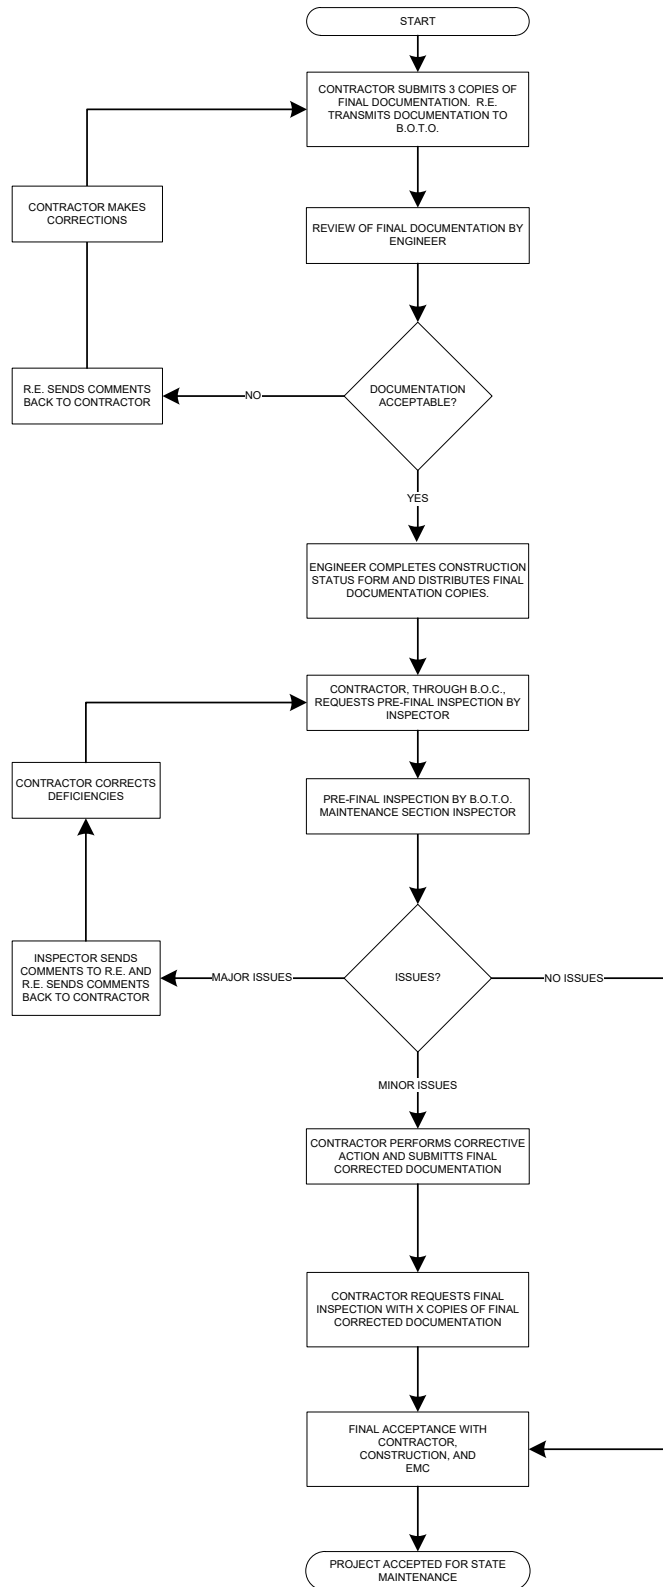 START
CONTRACTOR SUBMITS 3 COPIES OF
FINAL DOCUMENTATION. R.E.
TRANSMITS DOCUMENTATION TO
B.O.T.O.
CONTRACTOR MAKES
CORRECTIONS
REVIEW OF FINAL DOCUMENTATION BY
ENGINEER
R.E. SENDS COMMENTS
BACK TO CONTRACTOR
NO
DOCUMENTATION
ACCEPTABLE?
YES
ENGINEER COMPLETES CONSTRUCTION
STATUS FORM AND DISTRIBUTES FINAL
DOCUMENTATION COPIES.
CONTRACTOR, THROUGH B.O.C.,
REQUESTS PRE-FINAL INSPECTION BY
INSPECTOR
CONTRACTOR CORRECTS
DEFICIENCIES
PRE-FINAL INSPECTION BY B.O.T.O.
MAINTENANCE SECTION INSPECTOR
INSPECTOR SENDS
COMMENTS TO R.E. AND
R.E. SENDS COMMENTS
BACK TO CONTRACTOR
MAJOR ISSUES
ISSUES?
NO ISSUES
MINOR ISSUES
CONTRACTOR PERFORMS CORRECTIVE
ACTION AND SUBMITTS FINAL
CORRECTED DOCUMENTATION
CONTRACTOR REQUESTS FINAL
INSPECTION WITH X COPIES OF FINAL
CORRECTED DOCUMENTATION
FINAL ACCEPTANCE WITH
CONTRACTOR,
CONSTRUCTION, AND
EMC
PROJECT ACCEPTED FOR STATE
MAINTENANCE